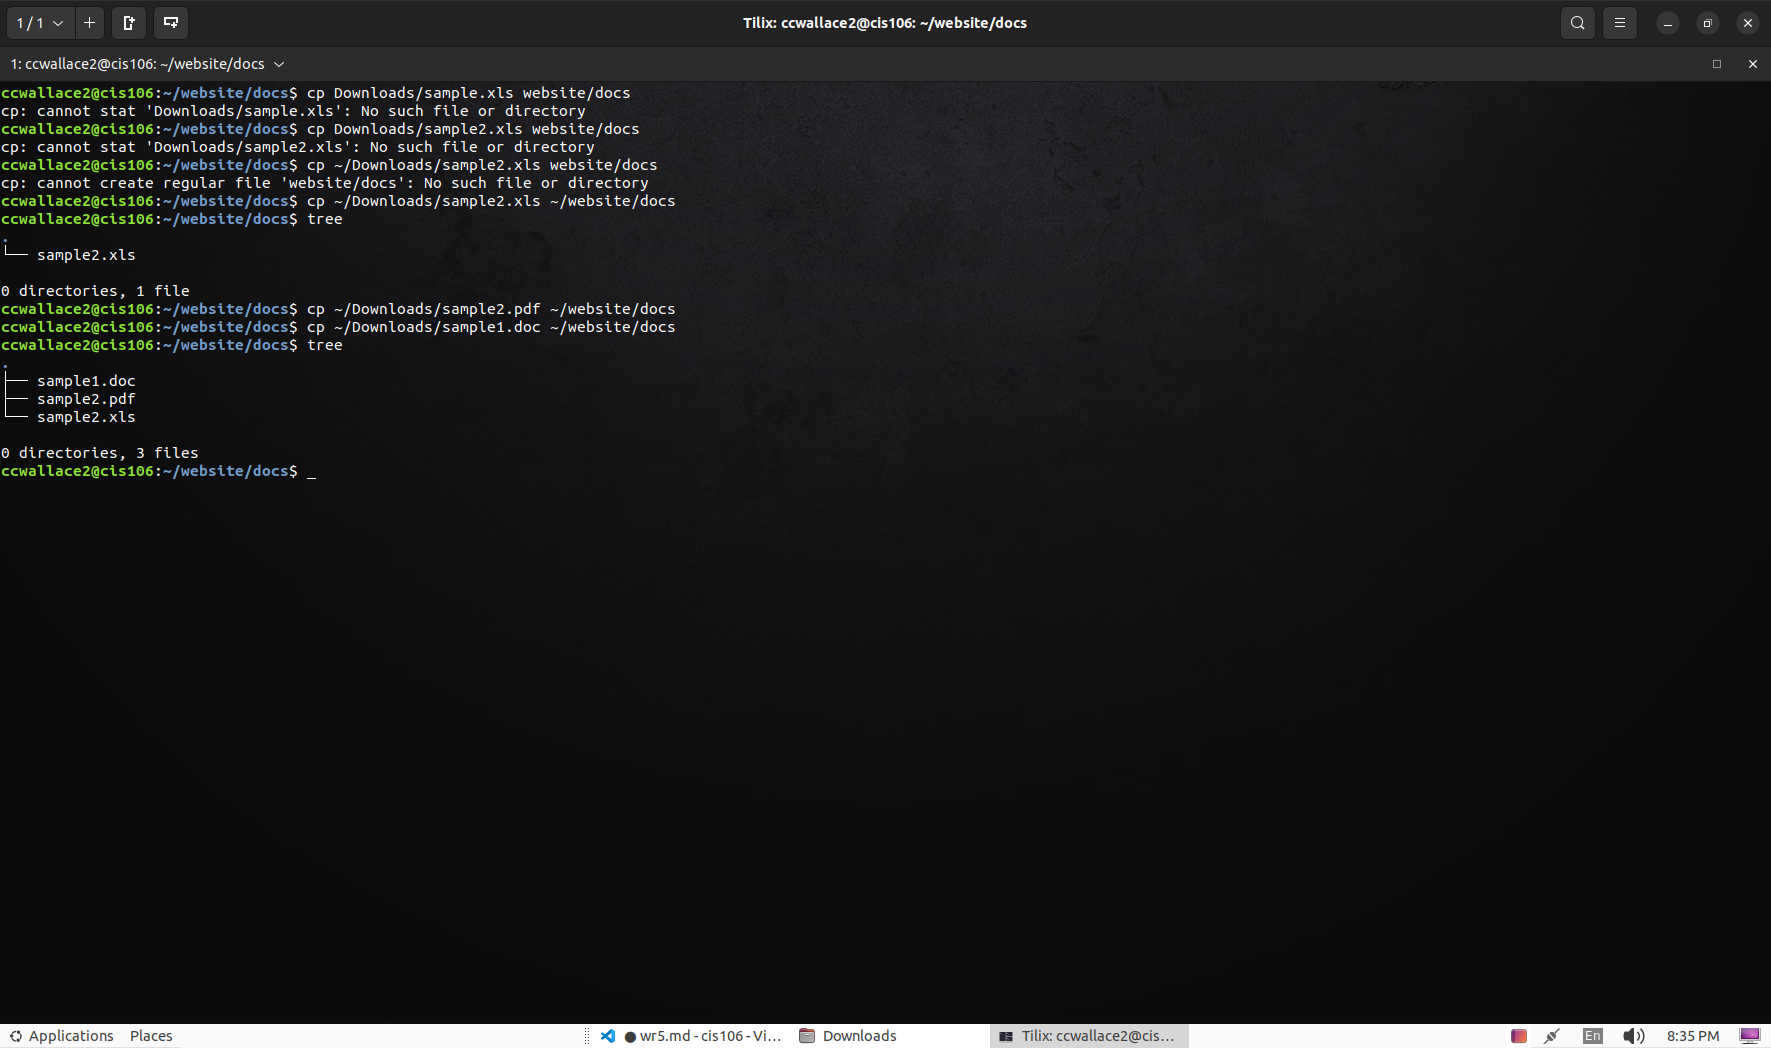 1 / 1
Tilix: ccwallace2@cis106: ~/website/docs
1: ccwallace2@cis106: ~/website/docs
ccwallace2@cis106:~/website/docs$ cp Downloads/sample.xls website/docs
cp: cannot stat 'Downloads/sample.xls': No such file or directory
ccwallace2@cis106:~/website/docs$ cp Downloads/sample2.xls website/docs
cp: cannot stat 'Downloads/sample2.xls': No such file or directory
ccwallace2@cis106:~/website/docs$ cp ~/Downloads/sample2.xls website/docs
cp: cannot create regular file 'website/docs': No such file or directory
ccwallace2@cis106:~/website/docs$ cp ~/Downloads/sample2.xls ~/website/docs
ccwallace2@cis106:~/website/docs$ tree
.
└── sample2.xls
0 directories, 1 file
ccwallace2@cis106:~/website/docs$ cp ~/Downloads/sample2.pdf ~/website/docs
ccwallace2@cis106:~/website/docs$ cp ~/Downloads/sample1.doc ~/website/docs
ccwallace2@cis106:~/website/docs$ tree
.
├── sample1.doc
├── sample2.pdf
└── sample2.xls
0 directories, 3 files
ccwallace2@cis106:~/website/docs$ _
Applications Places ● wr5.md - cis106 - Vi... Downloads Tilix: ccwallace2@cis... En 8:35 PM